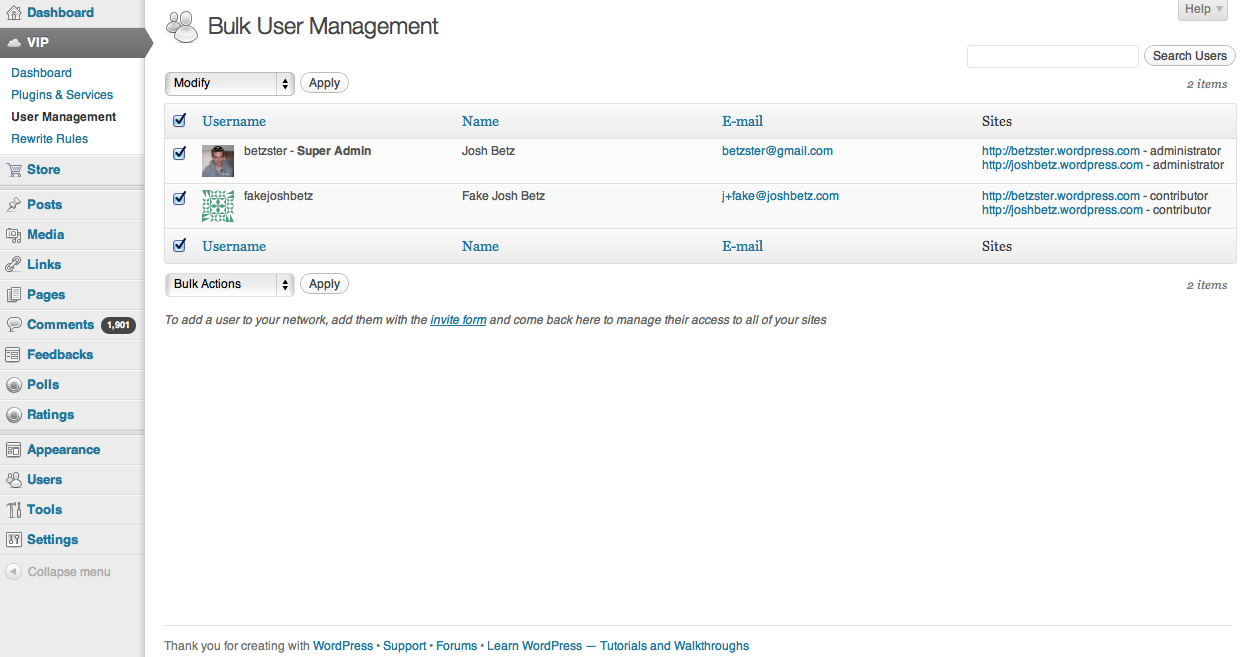 Dashboard
VIP
Dashboard
Plugins & Services
User Management
Rewrite Rules
Store
Posts
Media
Links
Pages
Comments 1,901
Feedbacks
Polls
Ratings
Appearance
Users
Tools
Settings
Collapse menu
Help
Bulk User Management
Search Users
Modify Apply 2 items
Username Name E-mail Sites
betzster - Super Admin Josh Betz betzster@gmail.com http://betzster.wordpress.com - administrator
http://joshbetz.wordpress.com - administrator
fakejoshbetz Fake Josh Betz j+fake@joshbetz.com http://betzster.wordpress.com - contributor
http://joshbetz.wordpress.com - contributor
Username Name E-mail Sites
Bulk Actions Apply 2 items
To add a user to your network, add them with the invite form and come back here to manage their access to all of your sites
Thank you for creating with WordPress • Support • Forums • Learn WordPress — Tutorials and Walkthroughs